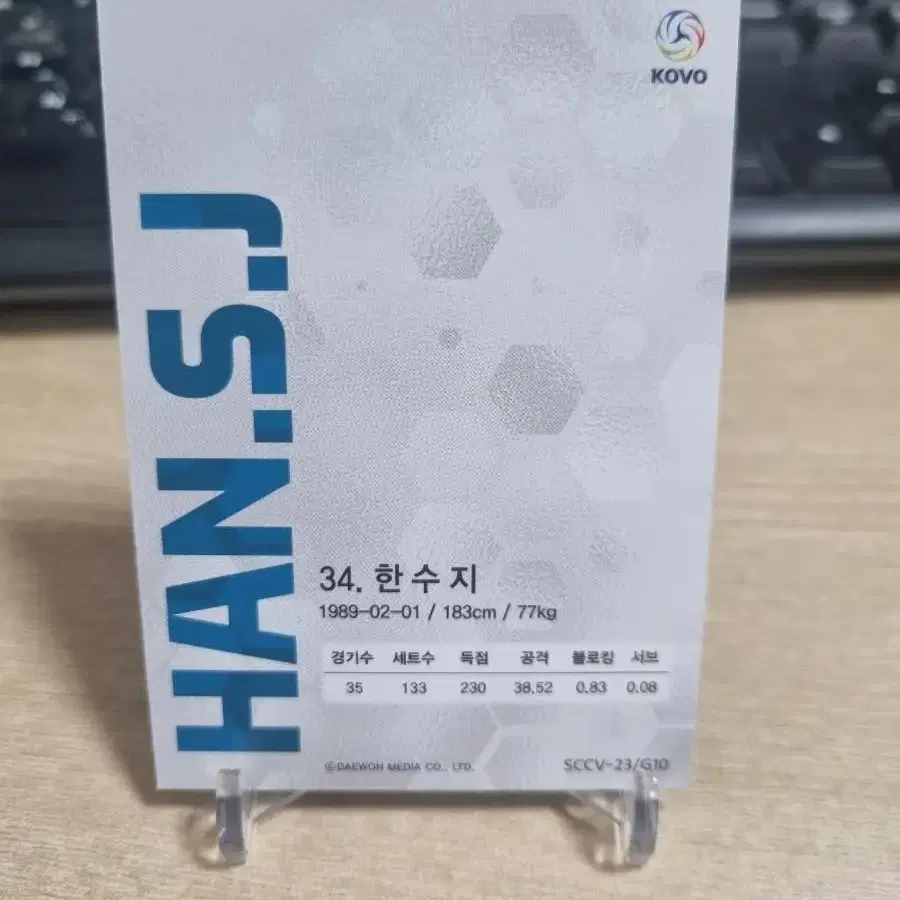 KOVO
HAN.S.J
34. 한수지
1989-02-01 / 183cm / 77kg
경기수 세트수 득점 공격 블로킹 서브
35 133 230 38.52 0.83 0.08
ⓒDAEWON MEDIA CO., LTD. SCCV-23/G10